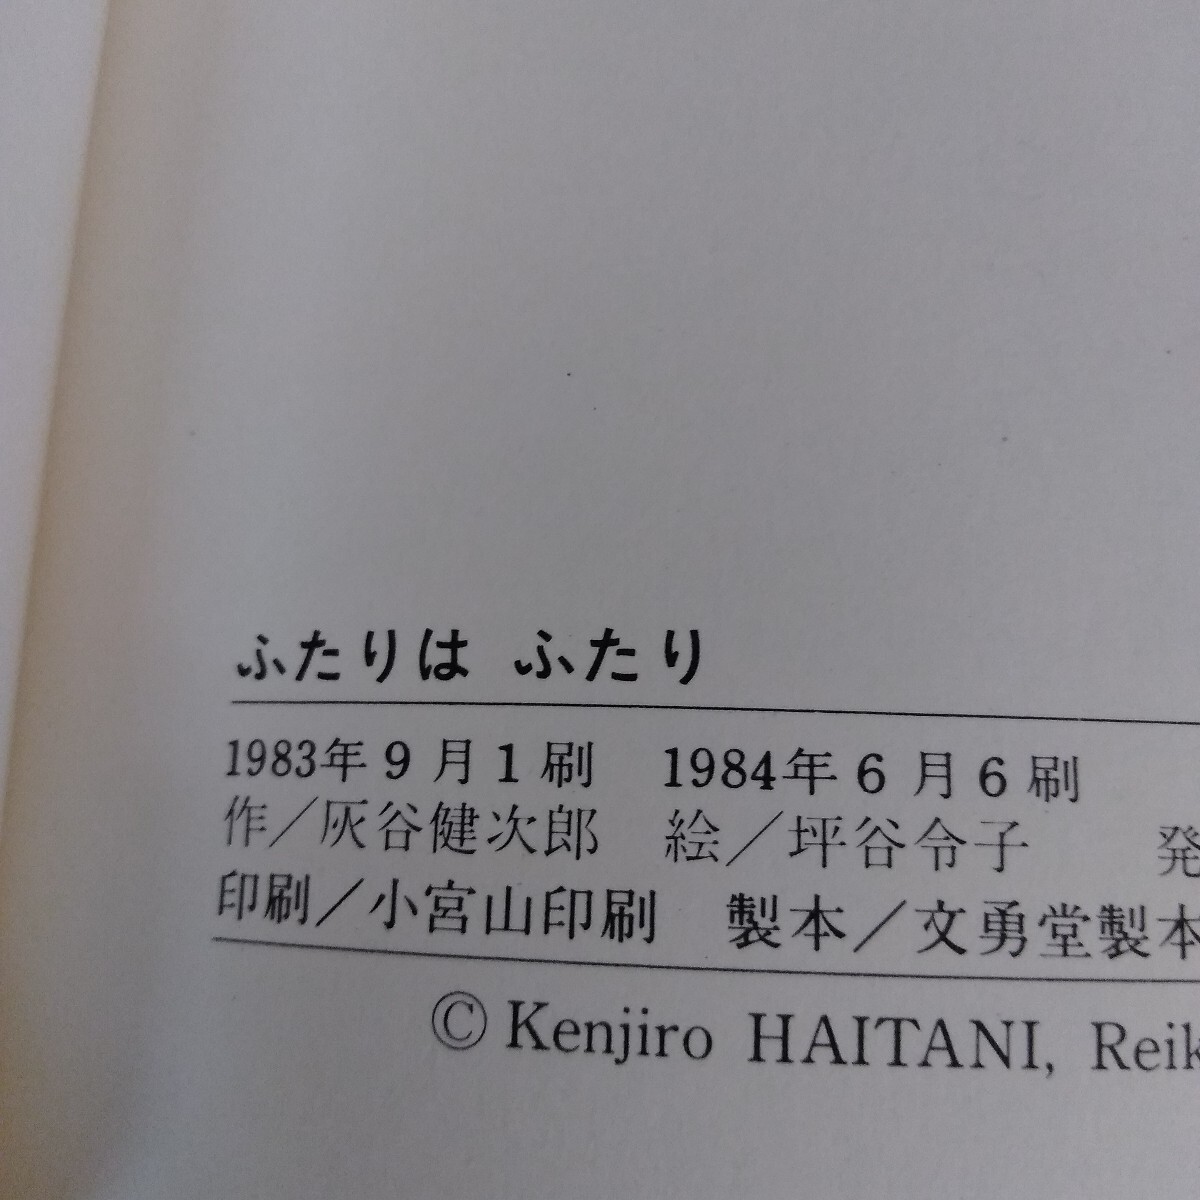 ふたりは ふたり
1983年9月1刷 1984年6月6刷
作／灰谷健次郎 絵／坪谷令子 発
印刷／小宮山印刷 製本／文勇堂製本
© Kenjiro HAITANI, Reik